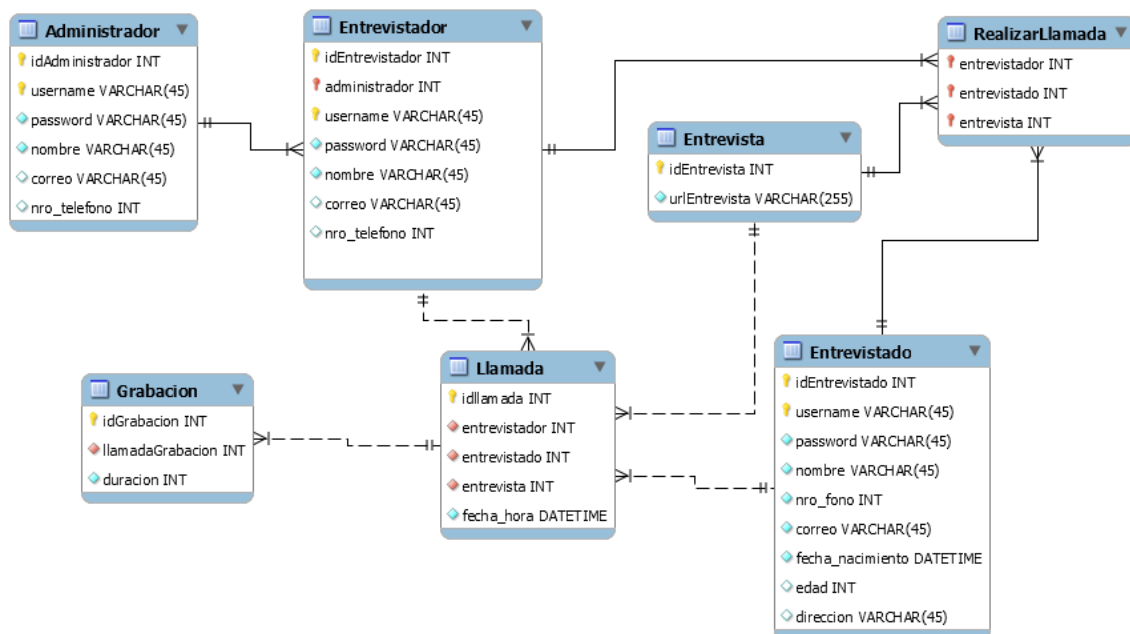 Administrador
idAdministrador INT
username VARCHAR(45)
password VARCHAR(45)
nombre VARCHAR(45)
correo VARCHAR(45)
nro_telefono INT
Entrevistador
idEntrevistador INT
administrador INT
username VARCHAR(45)
password VARCHAR(45)
nombre VARCHAR(45)
correo VARCHAR(45)
nro_telefono INT
RealizarLlamada
entrevistador INT
entrevistado INT
entrevista INT
Entrevista
idEntrevista INT
urlEntrevista VARCHAR(255)
Grabacion
idGrabacion INT
llamadaGrabacion INT
duracion INT
Llamada
idllamada INT
entrevistador INT
entrevistado INT
entrevista INT
fecha_hora DATETIME
Entrevistado
idEntrevistado INT
username VARCHAR(45)
password VARCHAR(45)
nombre VARCHAR(45)
nro_fono INT
correo VARCHAR(45)
fecha_nacimiento DATETIME
edad INT
direccion VARCHAR(45)